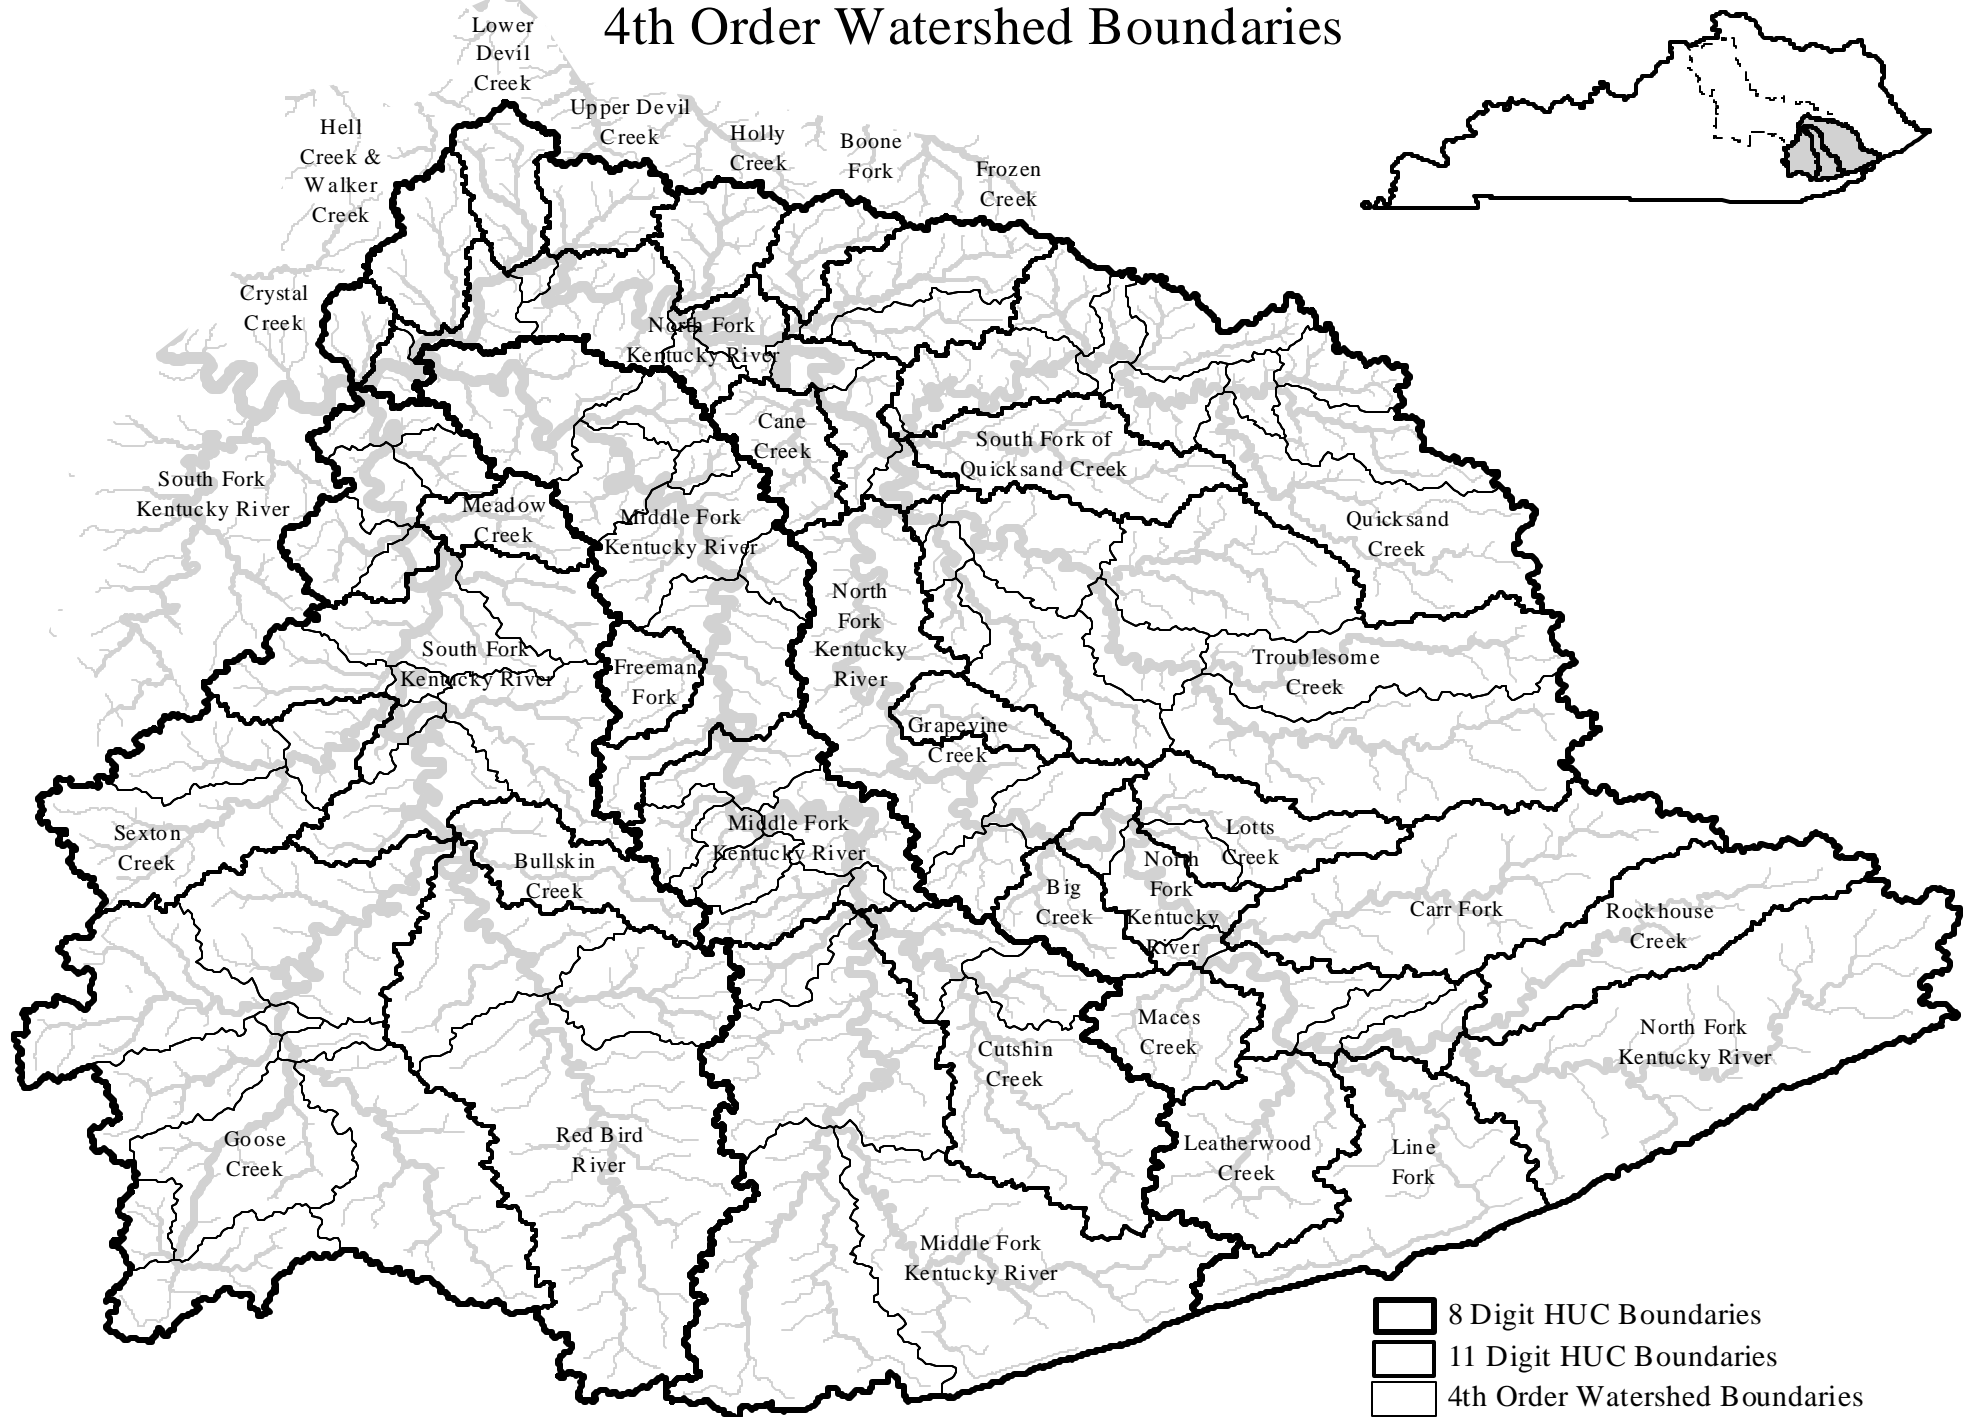 4th Order Watershed Boundaries
Lower
Devil
Creek
Upper Devil
Creek
Holly
Creek
Boone
Fork
Frozen
Creek
Hell
Creek &
Walker
Creek
Crystal
Creek
North Fork
Kentucky River
Cane
Creek
South Fork of
Quicksand Creek
South Fork
Kentucky River
Meadow
Creek
Middle Fork
Kentucky River
Quicksand
Creek
North
Fork
Kentucky
River
South Fork
Kentucky River
Freeman
Fork
Troublesome
Creek
Grapevine
Creek
Sexton
Creek
Bullskin
Creek
Middle Fork
Kentucky River
Lotts
Creek
Big
Creek
North
Fork
Kentucky
River
Carr Fork
Rockhouse
Creek
Maces
Creek
Cutshin
Creek
North Fork
Kentucky River
Goose
Creek
Red Bird
River
Leatherwood
Creek
Line
Fork
Middle Fork
Kentucky River
8 Digit HUC Boundaries
11 Digit HUC Boundaries
4th Order Watershed Boundaries